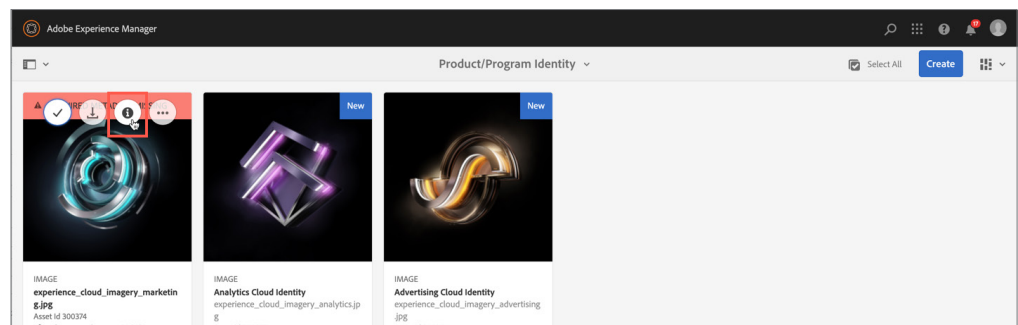 Adobe Experience Manager
17
Product/Program Identity
Select All
Create
New
New
IMAGE
experience_cloud_imagery_marketin
g.jpg
Asset Id 300374
IMAGE
Analytics Cloud Identity
experience_cloud_imagery_analytics.jp
g
IMAGE
Advertising Cloud Identity
experience_cloud_imagery_advertising
.jpg